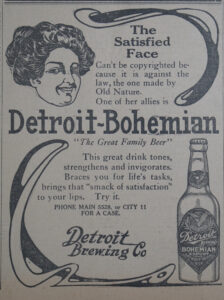 The
Satisfied
Face
Can't be copyrighted be-
cause it is against the
law, the one made by
Old Nature.
One of her allies is
Detroit-Bohemian
"The Great Family Beer"
This great drink tones,
strengthens and invigorates.
Braces you for life's tasks,
brings that "smack of satisfaction"
to your lips. Try it.
PHONE MAIN 5528, or CITY 11
FOR A CASE.
Detroit
Brewing Co
Detroit
BOHEMIAN